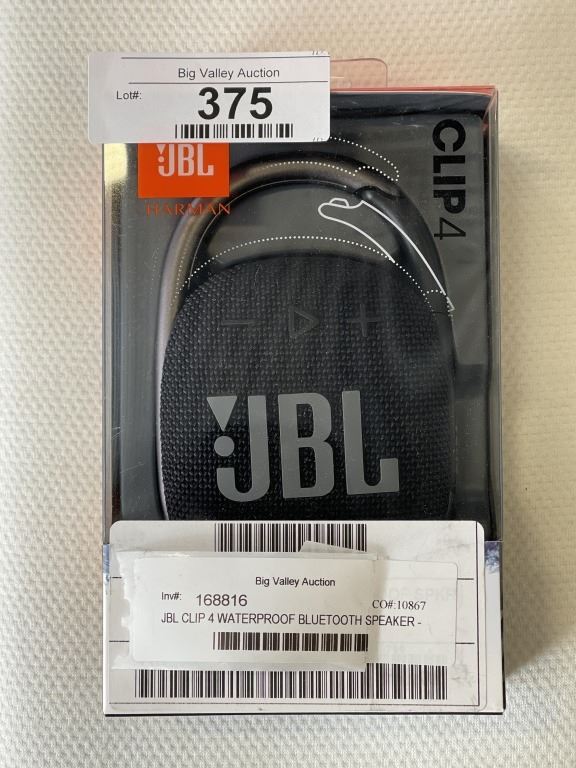 Big Valley Auction
Lot#:
375
JBL
HARMAN
CLIP 4
JBL
Big Valley Auction
Inv#: 168816
CO#:10867
JBL CLIP 4 WATERPROOF BLUETOOTH SPEAKER -